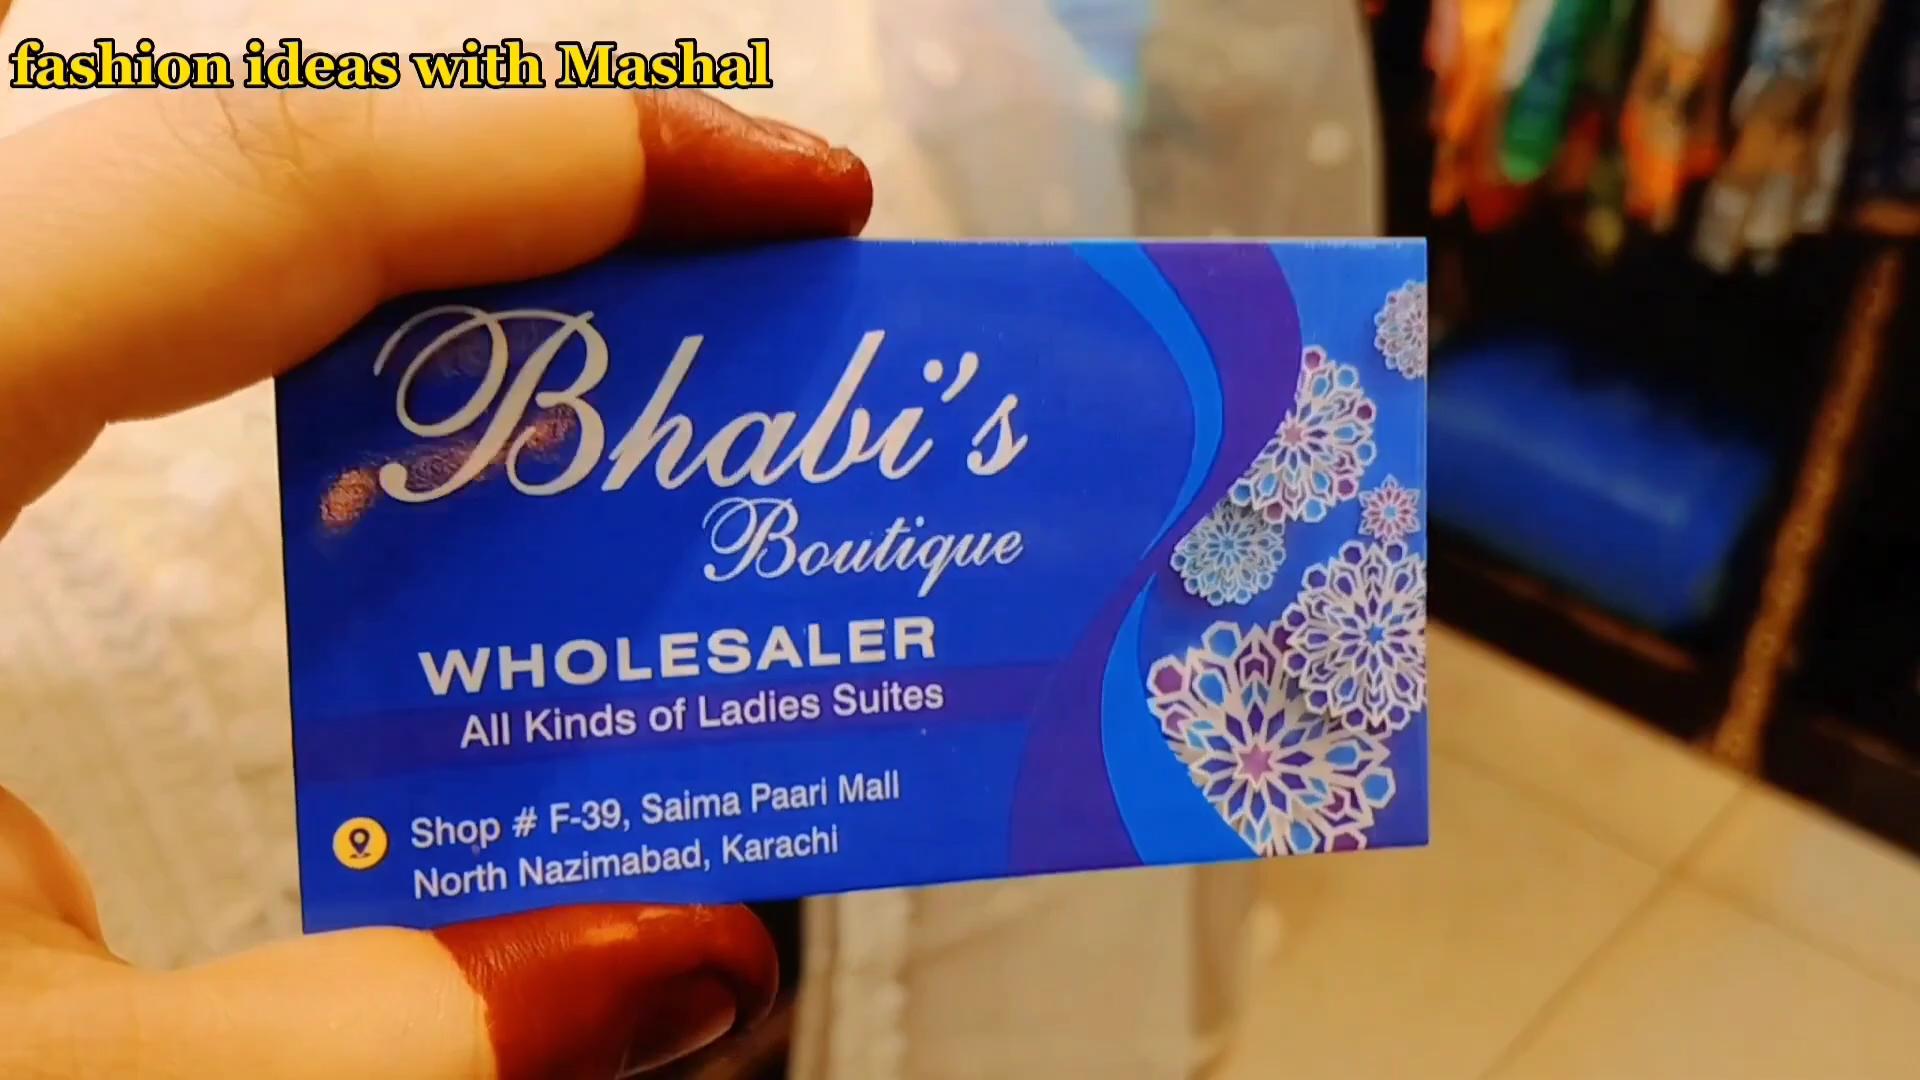 fashion ideas with Mashal
Bhabi's
Boutique
WHOLESALER
All Kinds of Ladies Suites
Shop # F-39, Saima Paari Mall
North Nazimabad, Karachi